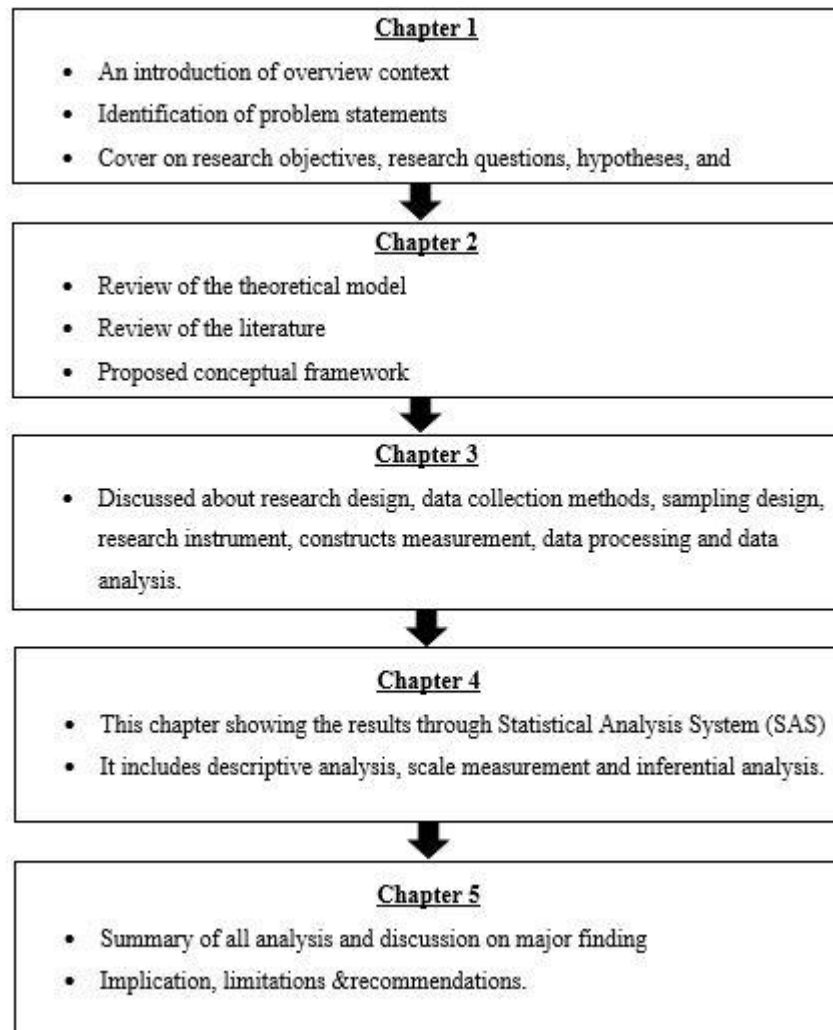 Chapter 1
• An introduction of overview context
• Identification of problem statements
• Cover on research objectives, research questions, hypotheses, and
Chapter 2
• Review of the theoretical model
• Review of the literature
• Proposed conceptual framework
Chapter 3
• Discussed about research design, data collection methods, sampling design,
research instrument, constructs measurement, data processing and data
analysis.
Chapter 4
• This chapter showing the results through Statistical Analysis System (SAS)
• It includes descriptive analysis, scale measurement and inferential analysis.
Chapter 5
• Summary of all analysis and discussion on major finding
• Implication, limitations &recommendations.